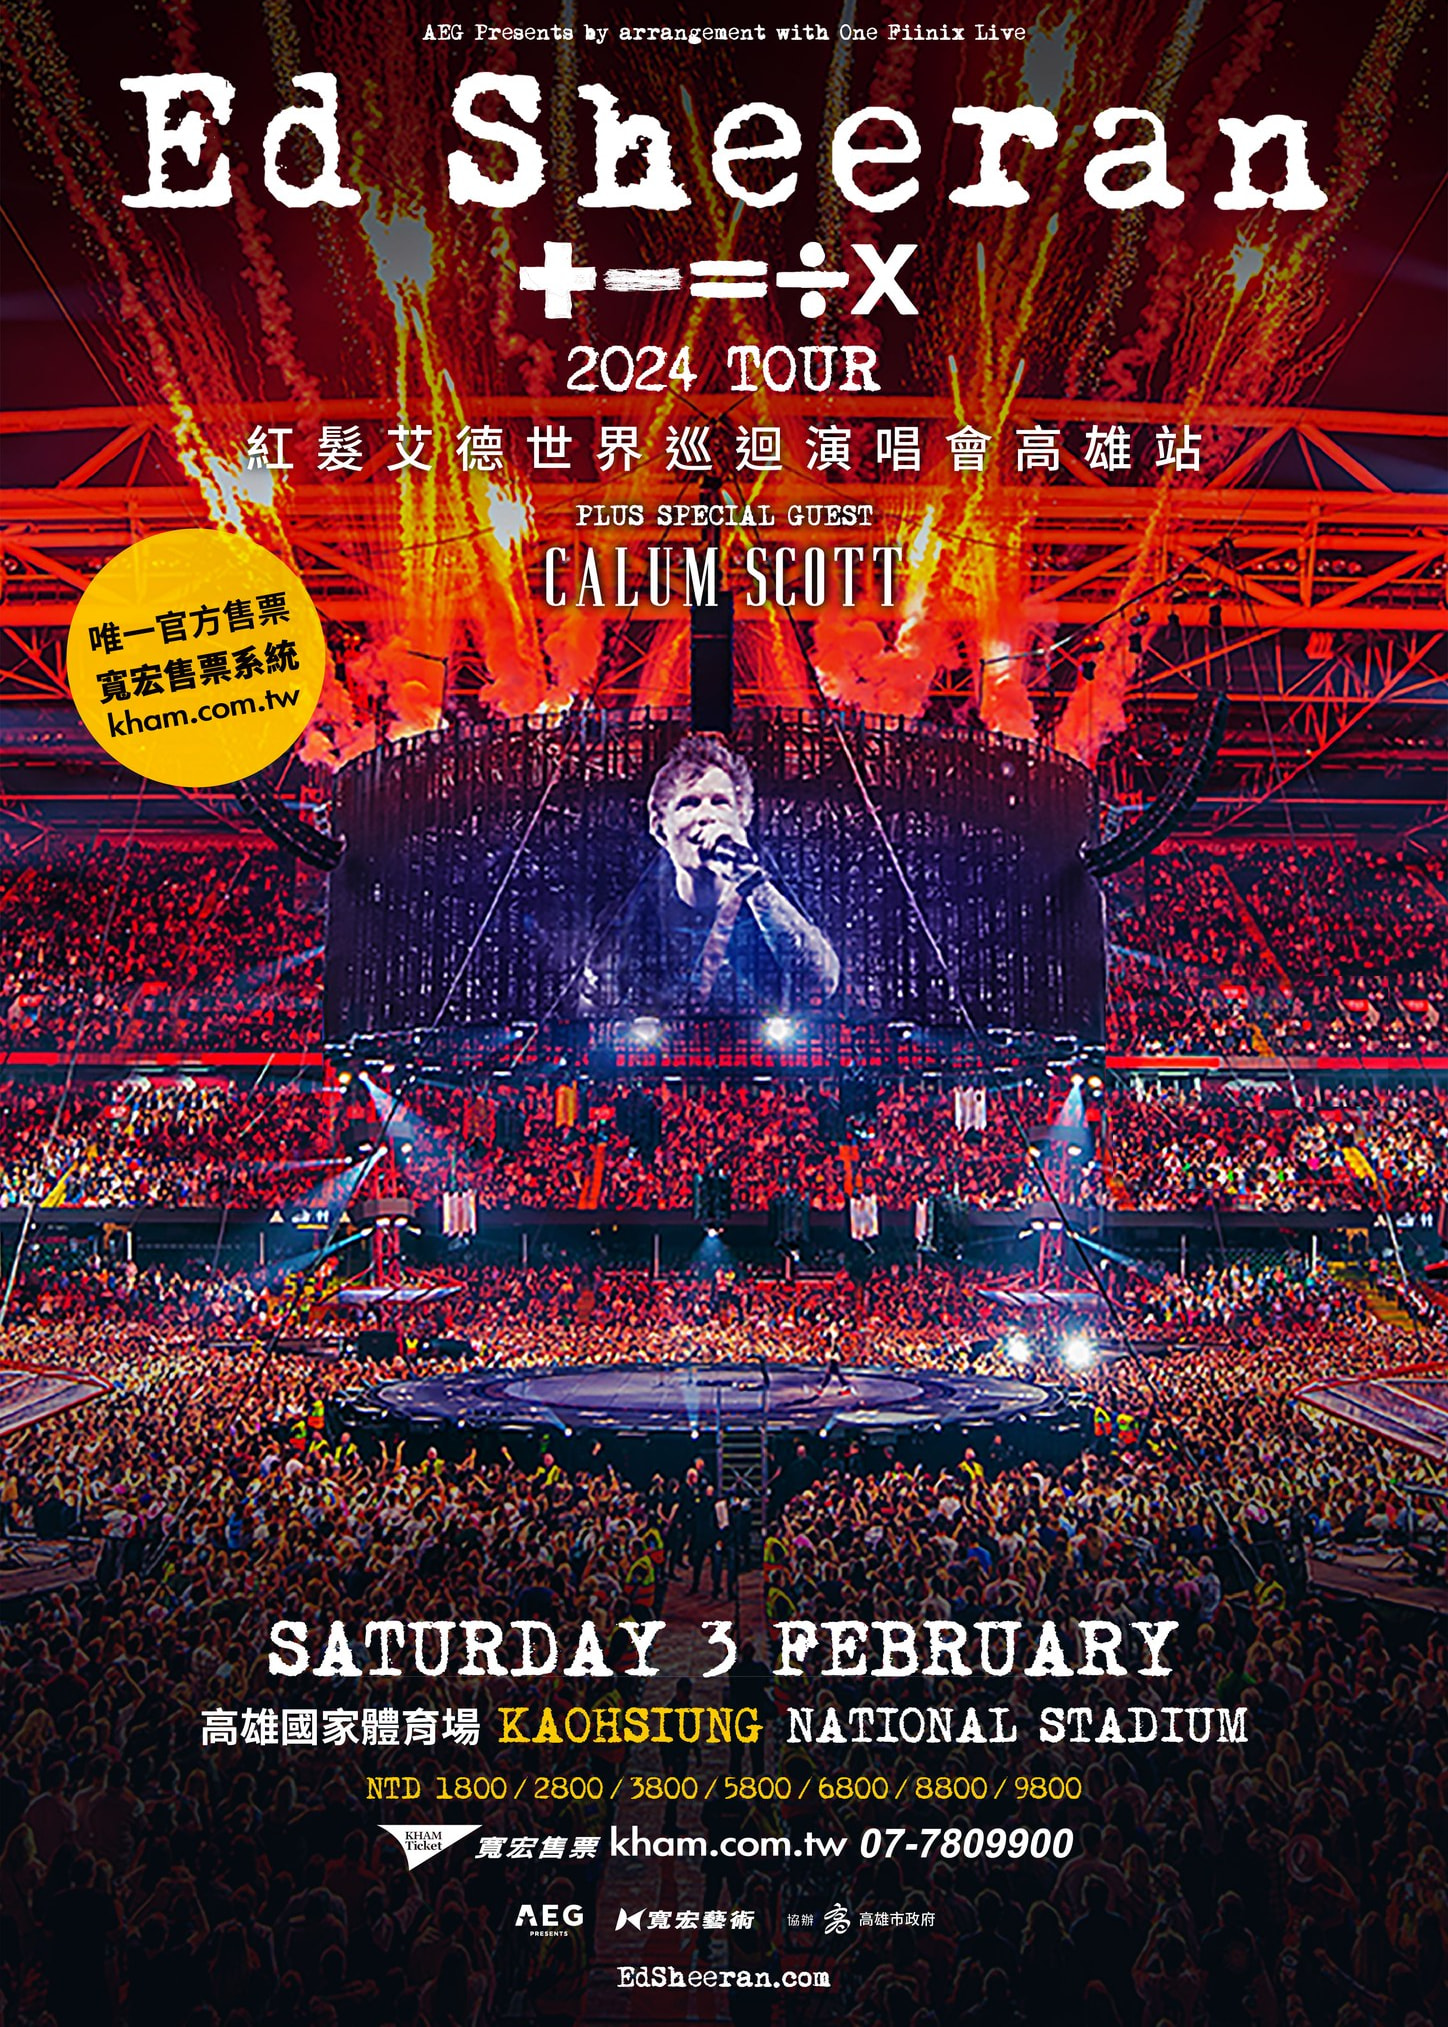 AEG Presents by arrangement with One Fiinix Live
Ed Sheeran
+-=÷x
2024 TOUR
紅髮艾德世界巡迴演唱會高雄站
PLUS SPECIAL GUEST
CALUM SCOTT
唯一官方售票
寬宏售票系統
kham.com.tw
SATURDAY 3 FEBRUARY
高雄國家體育場 KAOHSIUNG NATIONAL STADIUM
NTD 1800/2800/3800/5800/6800/8800/9800
KHAM
Ticket
寬宏售票 kham.com.tw 07-7809900
AEG
PRESENTS
寬宏藝術
協辦 高雄市政府
EdSheeran.com